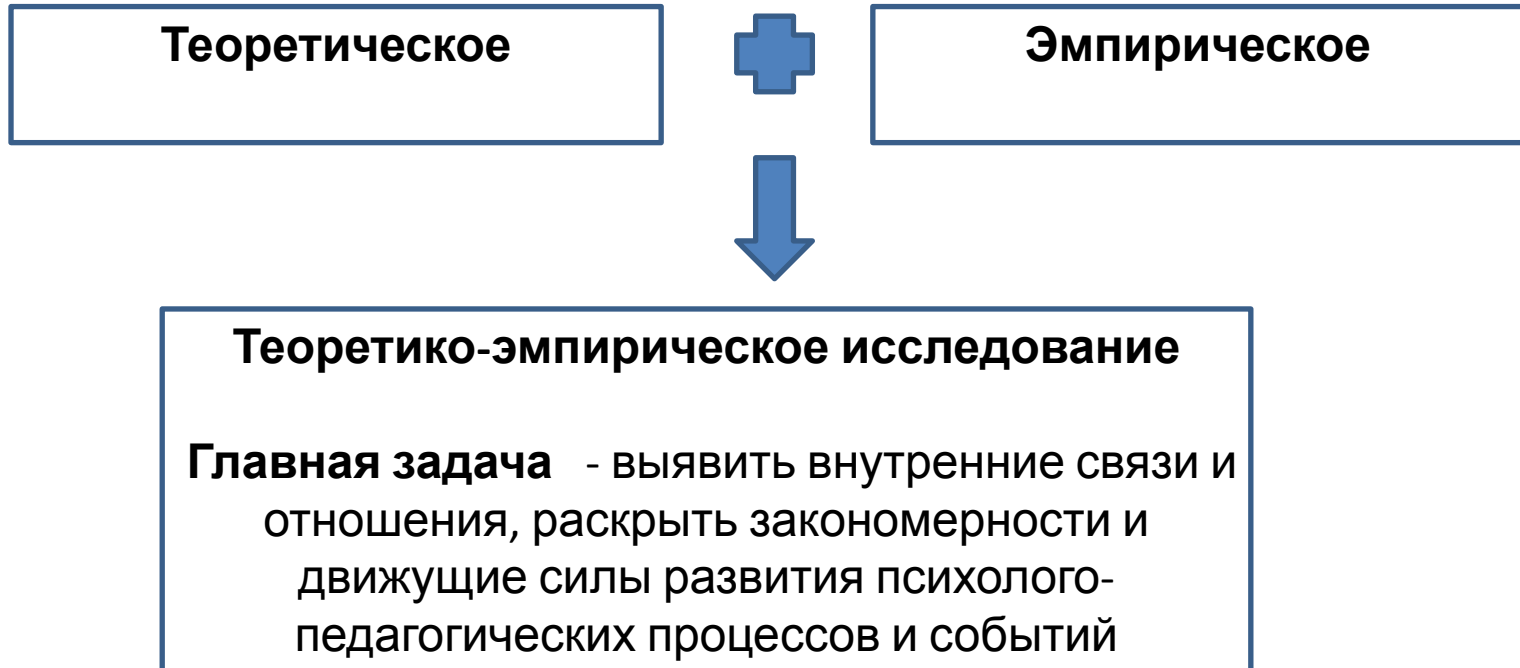 Теоретическое
Эмпирическое
Теоретико-эмпирическое исследование
Главная задача - выявить внутренние связи и
отношения, раскрыть закономерности и
движущие силы развития психолого-
педагогических процессов и событий